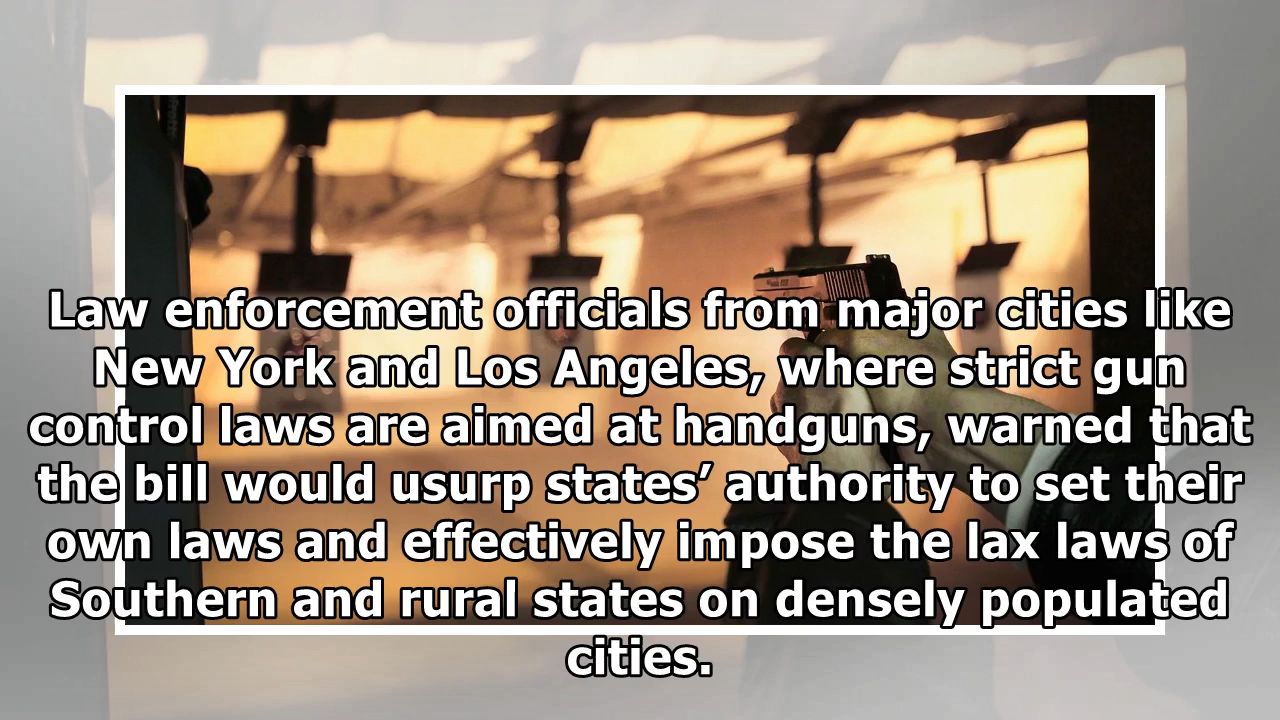 Law enforcement officials from major cities like
New York and Los Angeles, where strict gun
control laws are aimed at handguns, warned that
the bill would usurp states’ authority to set their
own laws and effectively impose the lax laws of
Southern and rural states on densely populated
cities.